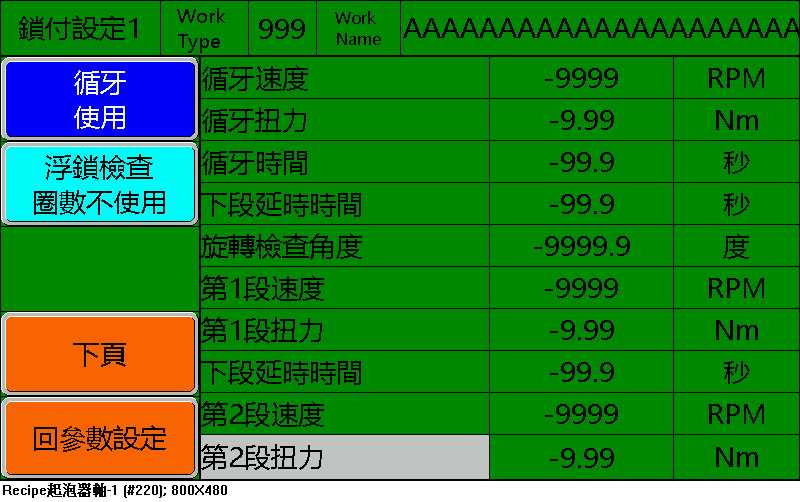 鎖付設定1 Work Type 999 Work Name AAAAAAAAAAAAAAAAAAAAA
循牙使用
循牙速度 -9999 RPM
循牙扭力 -9.99 Nm
浮鎖檢查
圈數不使用
循牙時間 -99.9 秒
下段延時時間 -99.9 秒
旋轉檢查角度 -9999.9 度
第1段速度 -9999 RPM
下頁
第1段扭力 -9.99 Nm
下段延時時間 -99.9 秒
回參數設定
第2段速度 -9999 RPM
第2段扭力 -9.99 Nm
Recipe起泡器軸-1 (#220); 800X480